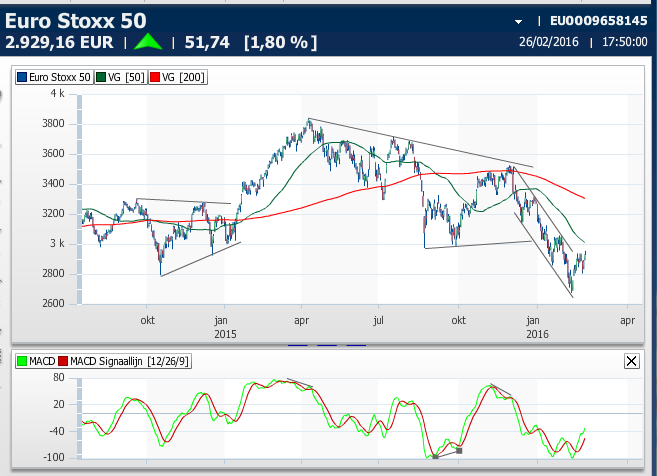 Euro Stoxx 50
EU0009658145
2.929,16 EUR 51,74 [1,80 %]
26/02/2016 17:50:00
Euro Stoxx 50 VG [50] VG [200]
4 k
3800
3600
3400
3200
3 k
2800
2600
okt jan apr jul okt jan apr
2015 2016
MACD MACD Signaallijn [12/26/9]
80
20
-40
-100